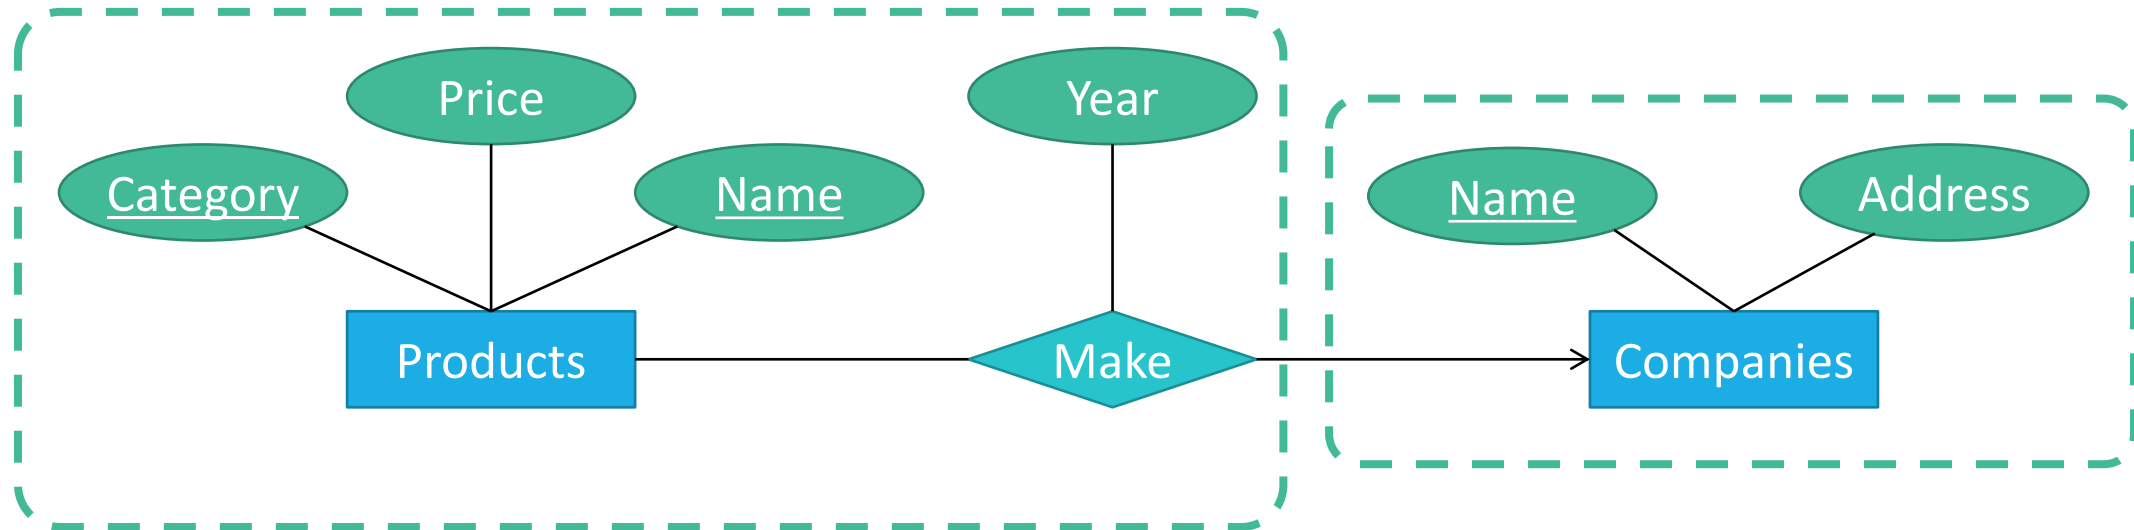 Price
Year
Category
Name
Name
Address
Products
Make
Companies